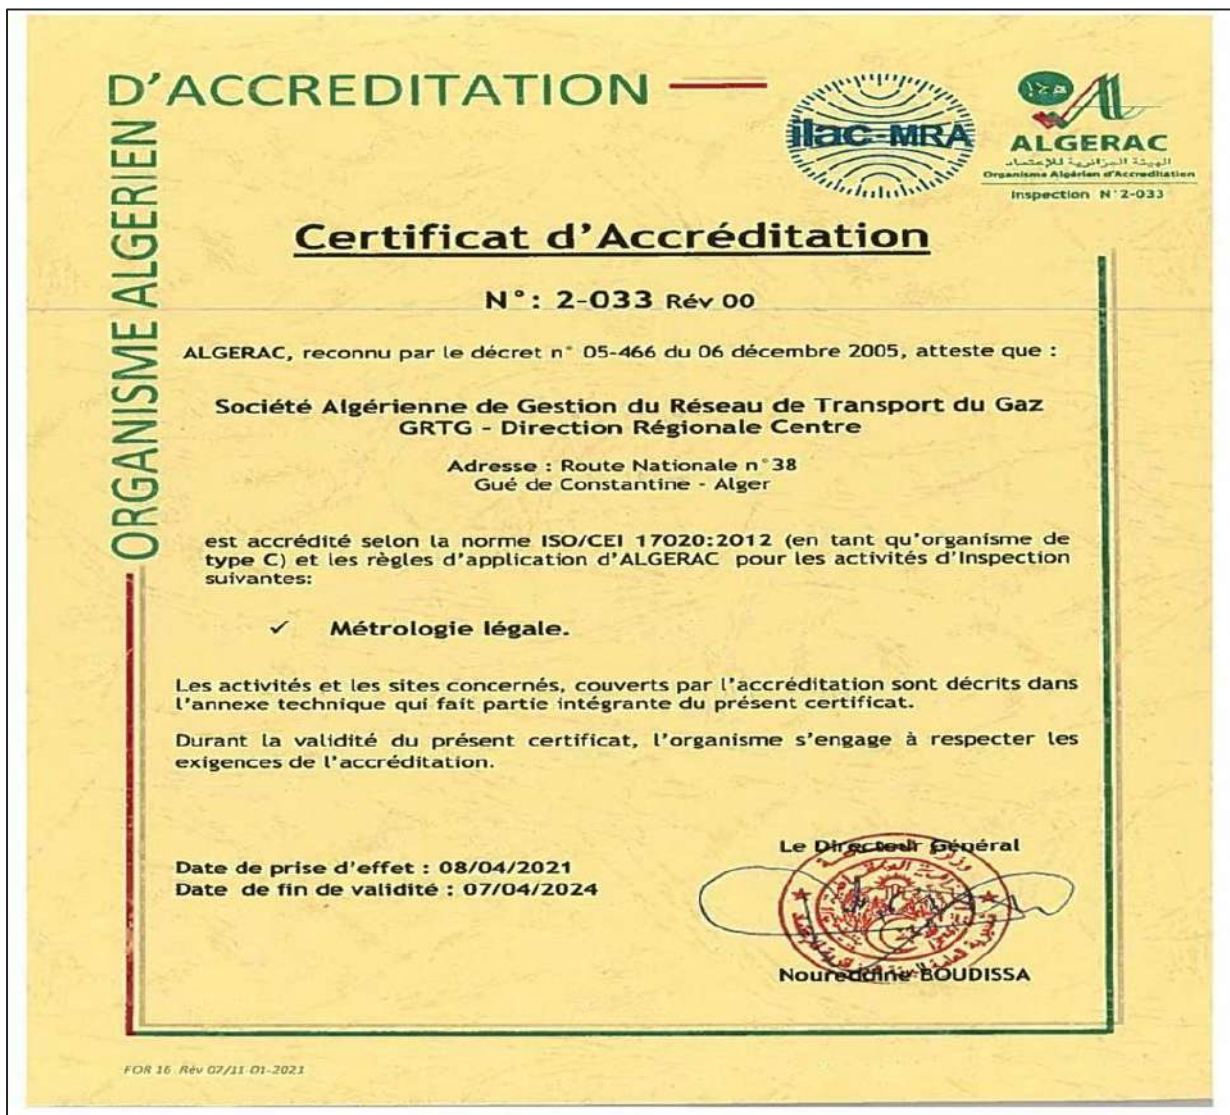 ORGANISME ALGERIEN
D'ACCREDITATION
ilac-MRA
ALGERAC
الهيئة الجزائرية للإعتماد
Organisme Algérien d'Accreditation
Inspection N°2-033
Certificat d'Accréditation
N°: 2-033 Rév 00
ALGERAC, reconnu par le décret n° 05-466 du 06 décembre 2005, atteste que :
Société Algérienne de Gestion du Réseau de Transport du Gaz
GRTG - Direction Régionale Centre
Adresse : Route Nationale n°38
Gué de Constantine - Alger
est accrédité selon la norme ISO/CEI 17020:2012 (en tant qu'organisme de
type C) et les règles d'application d'ALGERAC pour les activités d'Inspection
suivantes:
✓ Métrologie légale.
Les activités et les sites concernés, couverts par l'accréditation sont décrits dans
l'annexe technique qui fait partie intégrante du présent certificat.
Durant la validité du présent certificat, l'organisme s'engage à respecter les
exigences de l'accréditation.
Date de prise d'effet : 08/04/2021
Date de fin de validité : 07/04/2024
Le Directeur Général
Noureddine BOUDISSA
FOR 16 Rév 07/11-01-2021